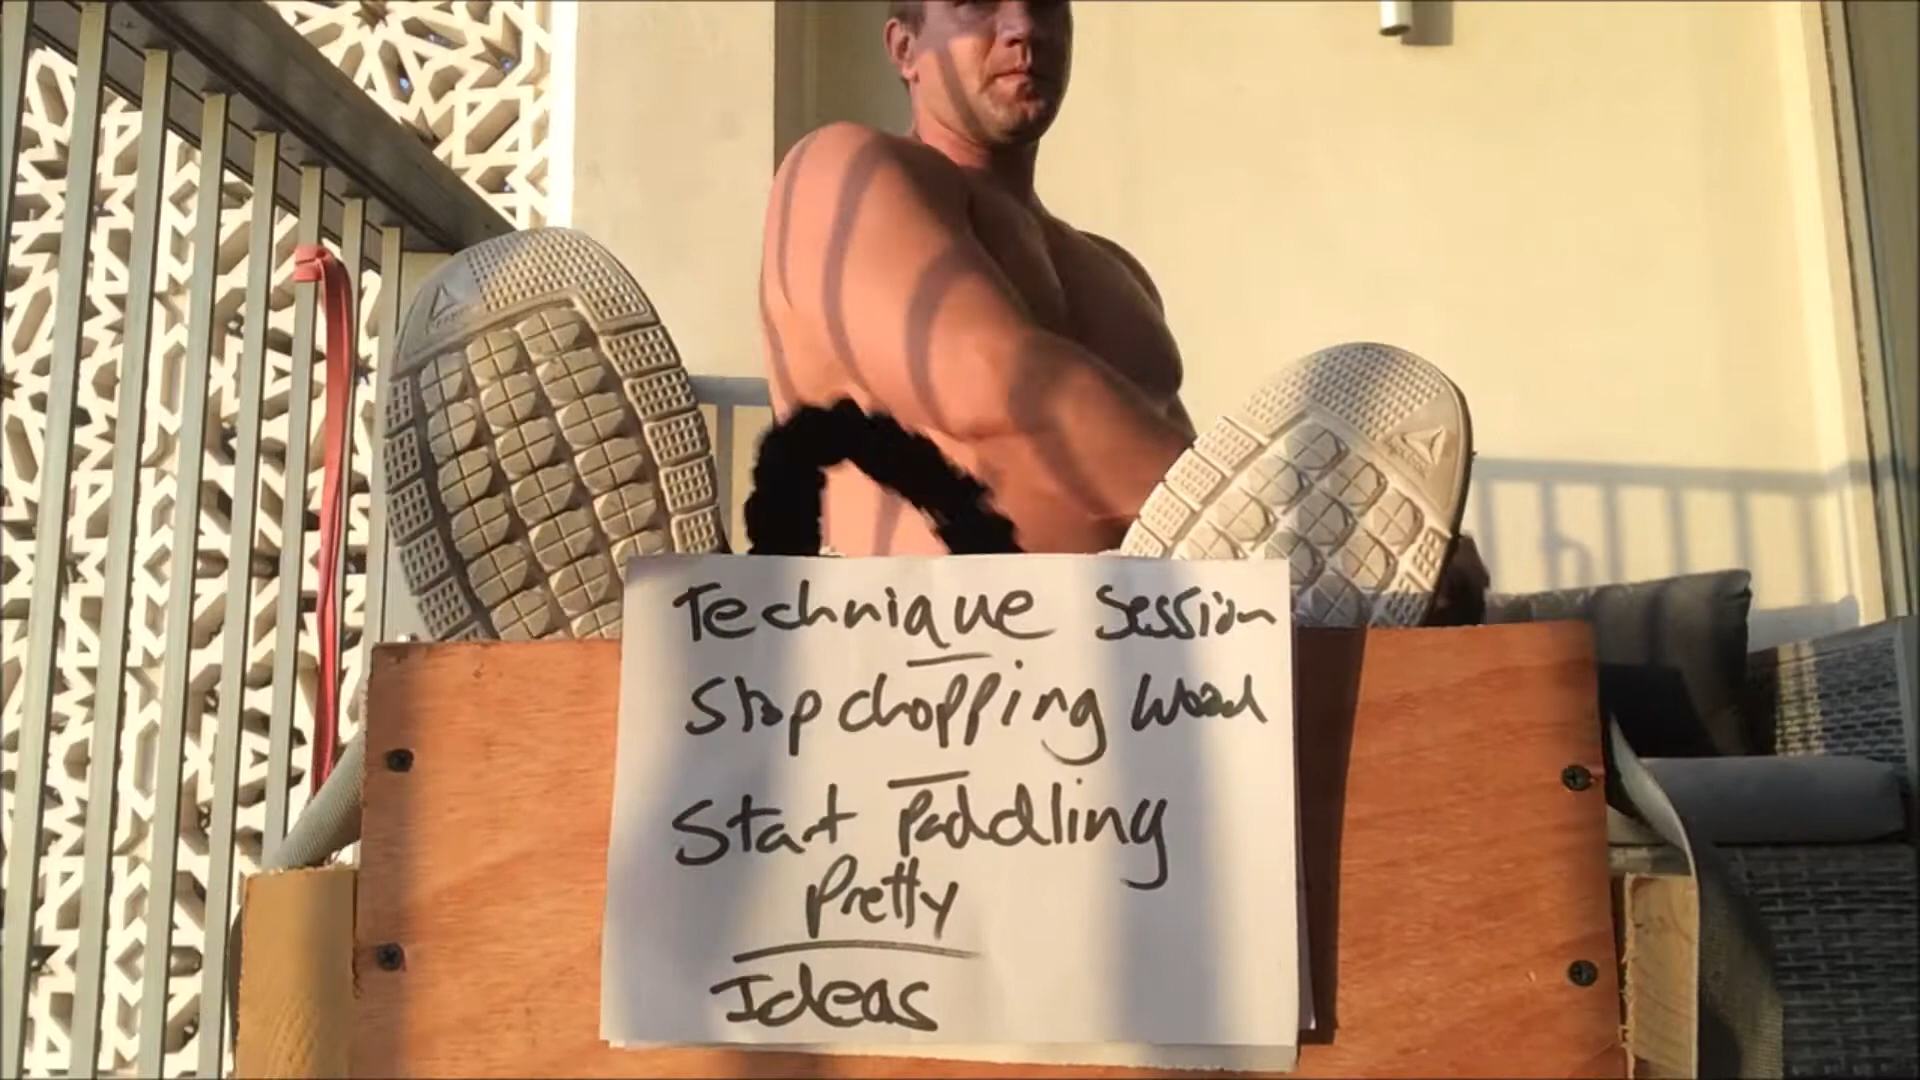 Technique Session
Stop chopping wood
Start Paddling
Pretty
Ideas